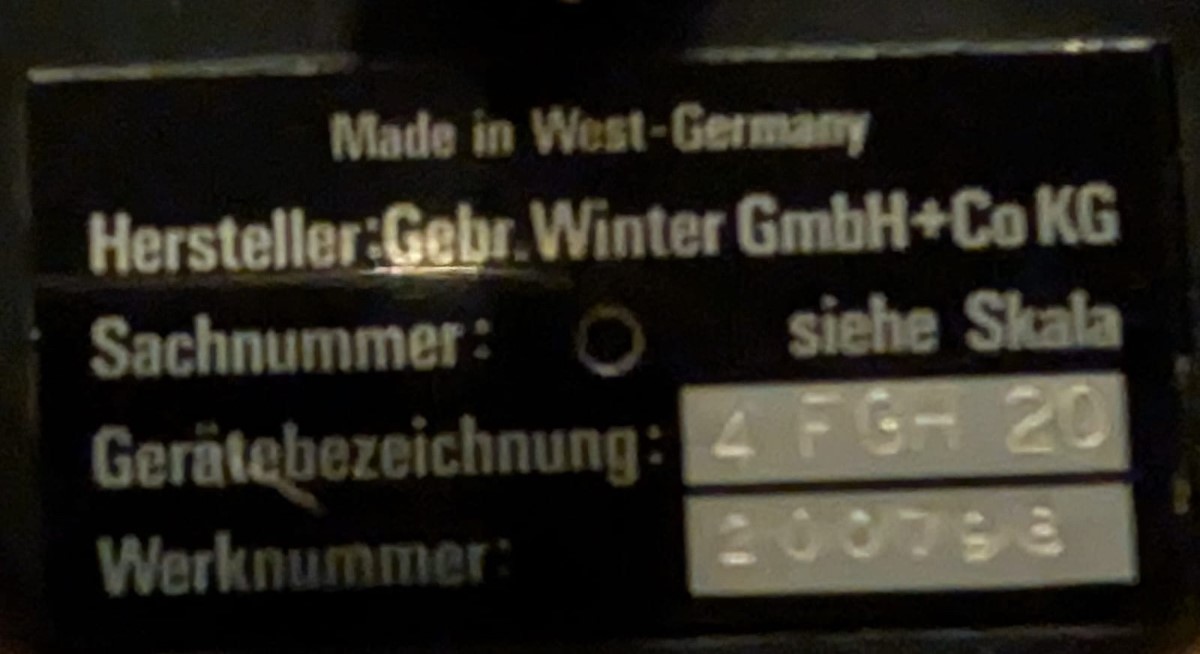 Made in West-Germany
Hersteller:Gebr.Winter GmbH+Co KG
Sachnummer: siehe Skala
Gerätebezeichnung: 4 FGH 20
Werknummer: